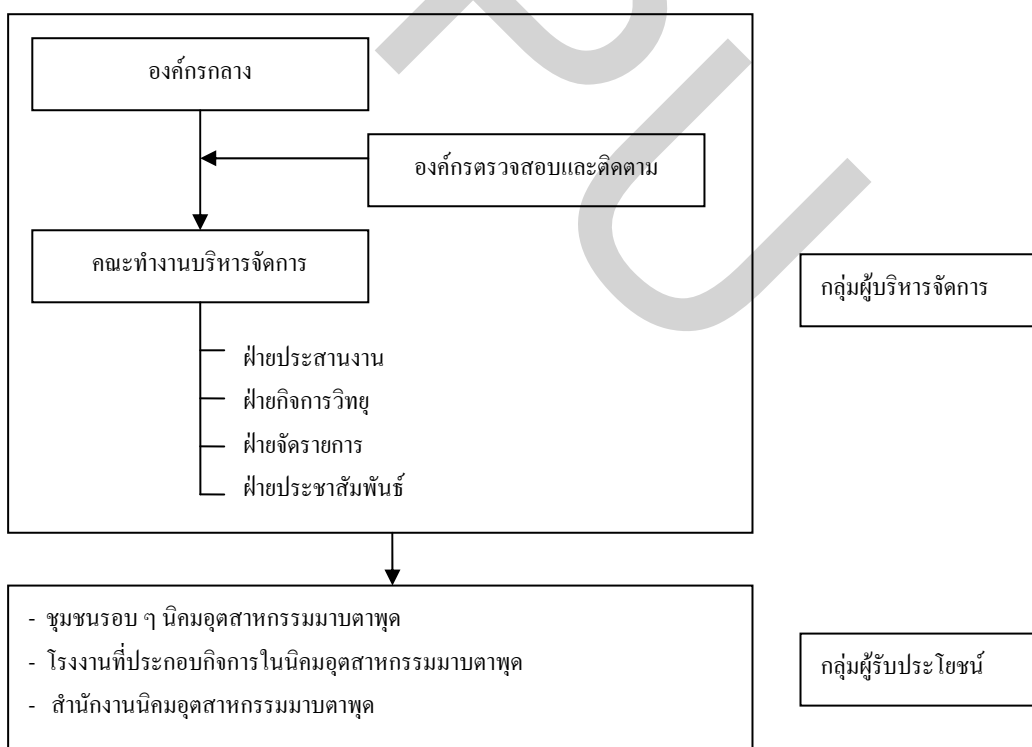 องค์กรกลาง
องค์กรตรวจสอบและติดตาม
คณะทำงานบริหารจัดการ
กลุ่มผู้บริหารจัดการ
ฝ่ายประสานงาน
ฝ่ายกิจการวิทยุ
ฝ่ายจัดรายการ
ฝ่ายประชาสัมพันธ์
- ชุมชนรอบ ๆ นิคมอุตสาหกรรมมาบตาพุด
- โรงงานที่ประกอบกิจการในนิคมอุตสาหกรรมมาบตาพุด
- สำนักงานนิคมอุตสาหกรรมมาบตาพุด
กลุ่มผู้รับประโยชน์